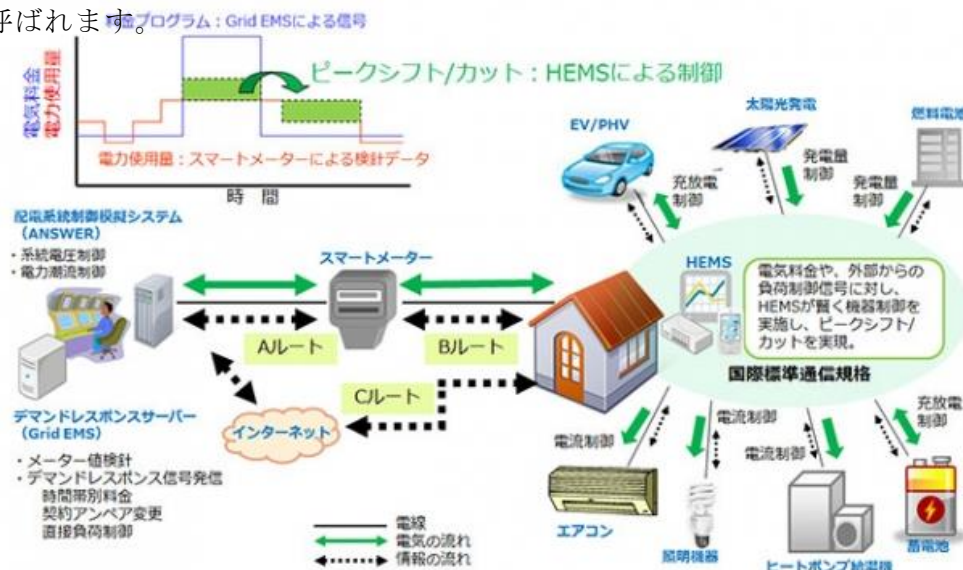 呼ばれます。
料金プログラム：Grid EMSによる信号
ピークシフト/カット：HEMSによる制御
電気料金
電力使用量
電力使用量：スマートメーターによる検針データ
時 間
EV/PHV
太陽光発電
燃料電池
充放電
制御
発電量
制御
発電量
制御
配電系統制御模擬システム
（ANSWER）
・系統電圧制御
・電力潮流制御
スマートメーター
HEMS
電気料金や、外部からの
負荷制御信号に対し、
HEMSが賢く機器制御を
実施し、ピークシフト/
カットを実現。
国際標準通信規格
Aルート
Bルート
Cルート
インターネット
デマンドレスポンスサーバー
（Grid EMS）
・メーター値検針
・デマンドレスポンス信号発信
時間帯別料金
契約アンペア変更
直接負荷制御
電流制御
電流制御
電流制御
充放電
制御
エアコン
照明機器
ヒートポンプ給湯機
蓄電池
電線
電気の流れ
情報の流れ